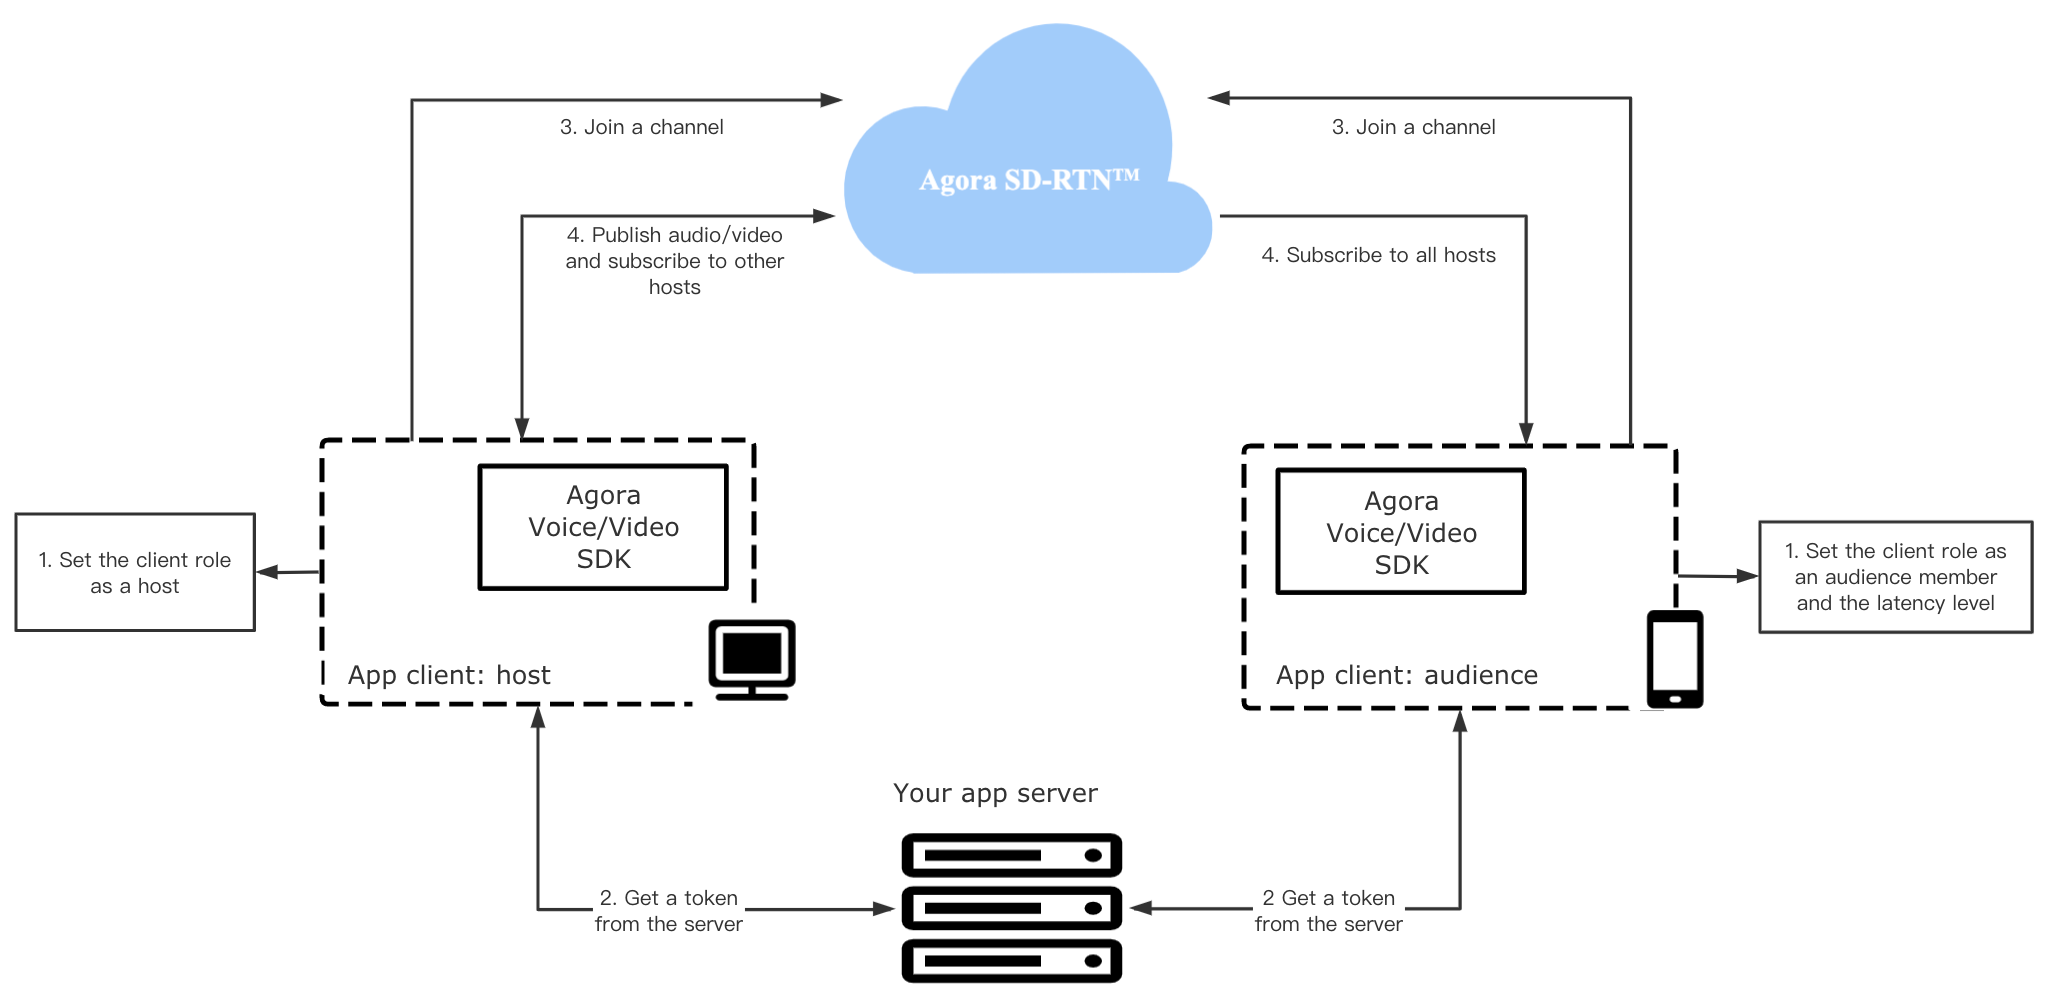 3. Join a channel
3. Join a channel
Agora SD-RTN™
4. Publish audio/video
and subscribe to other
hosts
4. Subscribe to all hosts
Agora
Voice/Video
SDK
Agora
Voice/Video
SDK
1. Set the client role
as a host
1. Set the client role as
an audience member
and the latency level
App client: host
App client: audience
Your app server
2. Get a token
from the server
2 Get a token
from the server